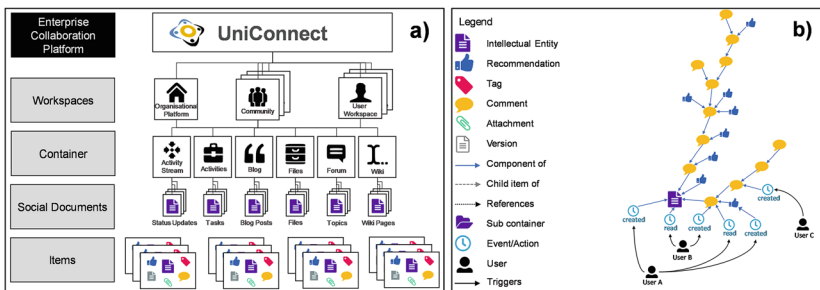 Enterprise
Collaboration
Platform
UniConnect
a)
Workspaces
Organisational
Platform
Community
User
Workspace
Container
Activity
Stream
Activities
Blog
Files
Forum
Wiki
Social Documents
Status Updates
Tasks
Blog Posts
Files
Topics
Wiki Pages
Items
Legend
Intellectual Entity
Recommendation
Tag
Comment
Attachment
Version
Component of
Child item of
References
Sub container
Event/Action
User
Triggers
b)
created
created
read
created
read
created
User C
User B
User A